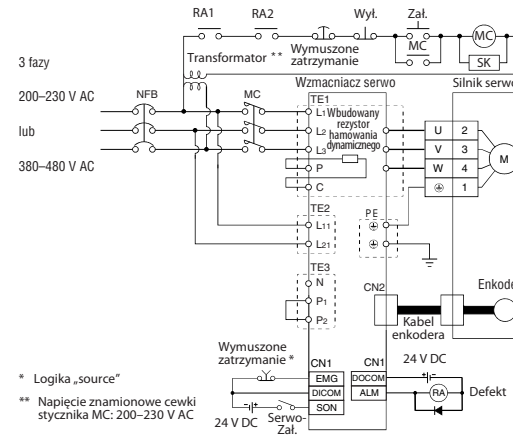 RA1 RA2 Wył. Zał.
MC MC
SK
Wymuszone
zatrzymanie
Transformator **
3 fazy
200–230 V AC
lub
380–480 V AC
NFB MC
Wzmacniacz serwo
Silnik serwo
TE1
L1
L2
L3
P
C
Wbudowany
rezystor
hamowania
dynamicznego
U 2
V 3
W 4
1
M
TE2
L11
L21
PE
TE3
N
P1
P2
CN2
Kabel
enkodera
Enkode
Wymuszone
zatrzymanie *
CN1 CN1
24 V DC
EMG
DICOM
SON
DOCOM
ALM
RA
Defekt
24 V DC
Serwo-
Zał.
* Logika „source”
** Napięcie znamionowe cewki
stycznika MC: 200–230 V AC